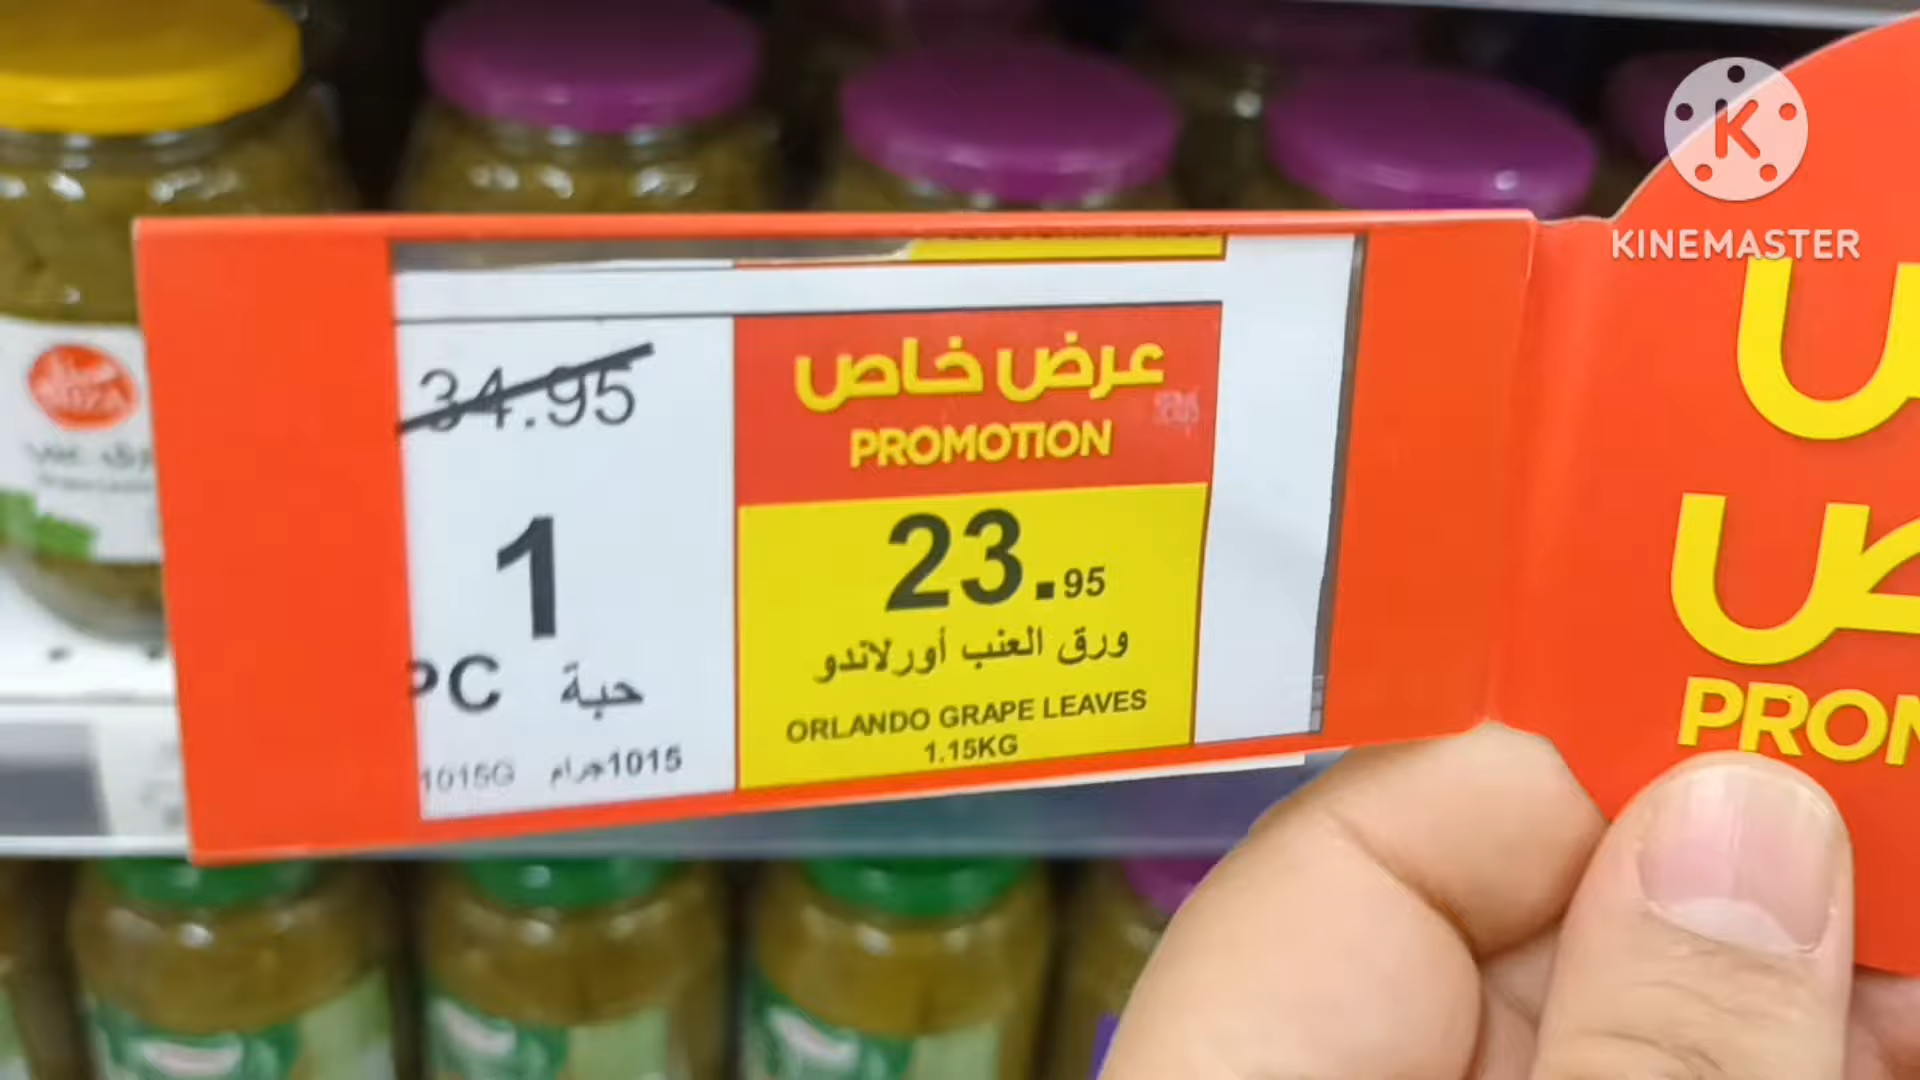 KINEMASTER
34.95
عرض خاص
PROMOTION
1
23.95
PC حبة
ورق العنب أورلاندو
ORLANDO GRAPE LEAVES
1.15KG
1015G 1015جرام